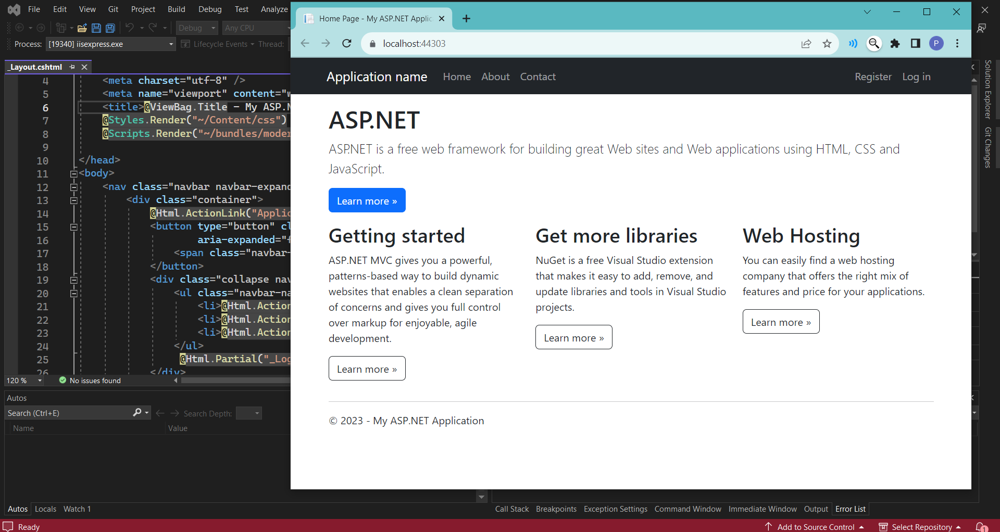 File Edit View Git Project Build Debug Test Analyze
Debug Any CPU
Process: [19340] iisexpress.exe Lifecycle Events Thread:
_Layout.cshtml
4 <meta charset="utf-8" />
5 <meta name="viewport" content="w
6 <title>@ViewBag.Title - My ASP.N
7 @Styles.Render("~/Content/css")
8 @Scripts.Render("~/bundles/moder
9
10 </head>
11 <body>
12 <nav class="navbar navbar-expand
13 <div class="container">
14 @Html.ActionLink("Applic
15 <button type="button" cl
16 aria-expanded="f
17 <span class="navbar-
18 </button>
19 <div class="collapse nav
20 <ul class="navbar-na
21 <li>@Html.Action
22 <li>@Html.Action
23 <li>@Html.Action
24 </ul>
25 @Html.Partial("_Log
26 </div>
120 % No issues found
Autos
Search (Ctrl+E) Search Depth:
Name Value
Autos Locals Watch 1
Home Page - My ASP.NET Applic
localhost:44303
P
Application name Home About Contact Register Log in
ASP.NET
ASP.NET is a free web framework for building great Web sites and Web applications using HTML, CSS and
JavaScript.
Learn more »
Getting started
ASP.NET MVC gives you a powerful,
patterns-based way to build dynamic
websites that enables a clean separation
of concerns and gives you full control
over markup for enjoyable, agile
development.
Learn more »
Get more libraries
NuGet is a free Visual Studio extension
that makes it easy to add, remove, and
update libraries and tools in Visual Studio
projects.
Learn more »
Web Hosting
You can easily find a web hosting
company that offers the right mix of
features and price for your applications.
Learn more »
© 2023 - My ASP.NET Application
Solution Explorer
Git Changes
Call Stack Breakpoints Exception Settings Command Window Immediate Window Output Error List
Ready Add to Source Control Select Repository 1